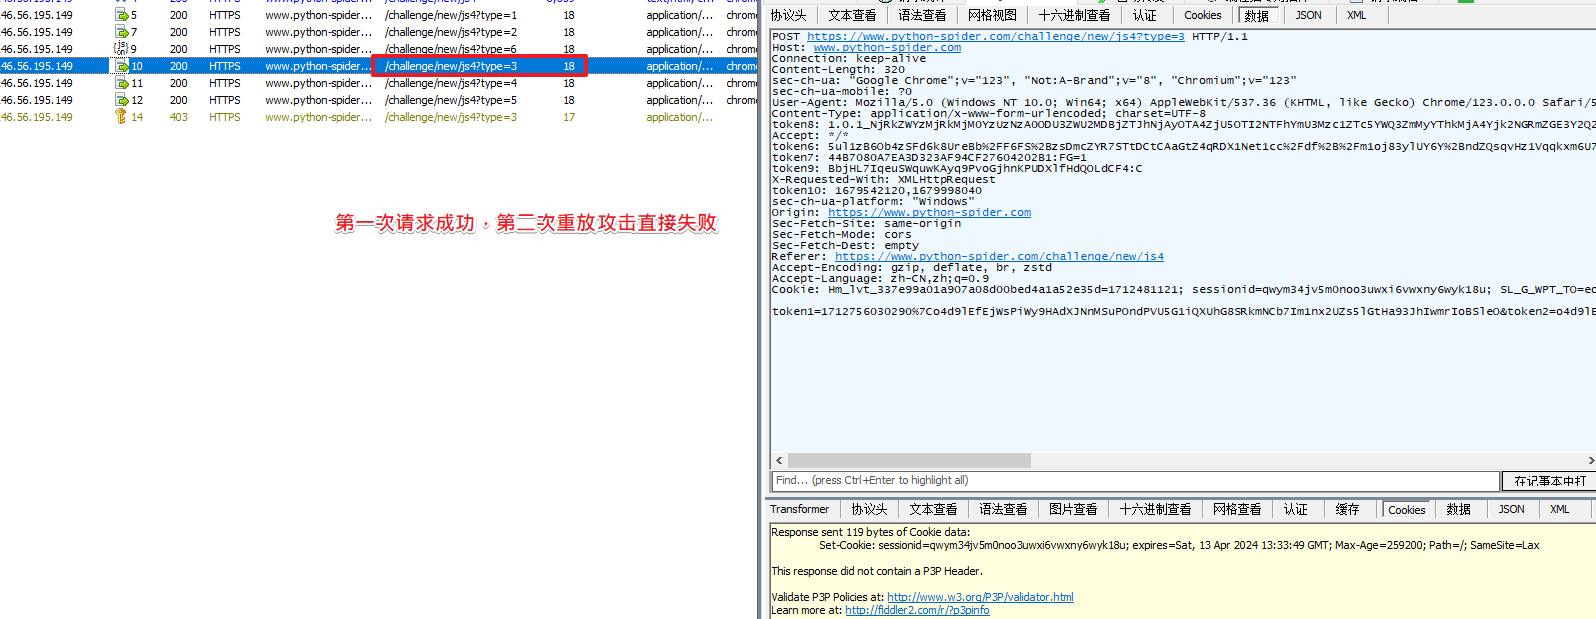 46.56.195.149 5 200 HTTPS www.python-spider... /challenge/new/js4?type=1 18 application/... chrome
46.56.195.149 7 200 HTTPS www.python-spider... /challenge/new/js4?type=2 18 application/... chrome
46.56.195.149 9 200 HTTPS www.python-spider... /challenge/new/js4?type=6 18 application/... chrome
46.56.195.149 10 200 HTTPS www.python-spider... /challenge/new/js4?type=3 18 application/... chrome
46.56.195.149 11 200 HTTPS www.python-spider... /challenge/new/js4?type=4 18 application/... chrome
46.56.195.149 12 200 HTTPS www.python-spider... /challenge/new/js4?type=5 18 application/... chrome
46.56.195.149 14 403 HTTPS www.python-spider... /challenge/new/js4?type=3 17 application/...
第一次请求成功,第二次重放攻击直接失败
协议头 文本查看 语法查看 网格视图 十六进制查看 认证 Cookies 数据 JSON XML
POST https://www.python-spider.com/challenge/new/js4?type=3 HTTP/1.1
Host: www.python-spider.com
Connection: keep-alive
Content-Length: 320
sec-ch-ua: "Google Chrome";v="123", "Not:A-Brand";v="8", "Chromium";v="123"
sec-ch-ua-mobile: ?0
User-Agent: Mozilla/5.0 (Windows NT 10.0; Win64; x64) AppleWebKit/537.36 (KHTML, like Gecko) Chrome/123.0.0.0 Safari/5
Content-Type: application/x-www-form-urlencoded; charset=UTF-8
token8: 1.0.1_NjRkZWYzMjRkMjM0YzUzNzA0ODU3ZWU2MDBjZTJhNjAyOTA4ZjU5OTI2NTFhYmU3Mzc1ZTc5YWQ3ZmMyYThkMjA4Yjk2NGRmZGE3Y2QZ
Accept: */*
token6: 5ul1zB6Ob4zSFd6k8UreBb%2FF6FS%2BzsDmcZYR7STtDCtCAaGtZ4qRDX1Net1cc%2Fdf%2B%2Fm1oj83ylUY6Y%2BndZQsqvHz1Vqqkxm6U7
token7: 44B7080A7EA3D323AF94CF27604202B1:FG=1
token9: BbjHL7IqeuSWquwKAyq9PvoGjhnKPUDXlfHdQOLdCF4:C
X-Requested-With: XMLHttpRequest
token10: 1679542120,1679998040
sec-ch-ua-platform: "Windows"
Origin: https://www.python-spider.com
Sec-Fetch-Site: same-origin
Sec-Fetch-Mode: cors
Sec-Fetch-Dest: empty
Referer: https://www.python-spider.com/challenge/new/js4
Accept-Encoding: gzip, deflate, br, zstd
Accept-Language: zh-CN,zh;q=0.9
Cookie: Hm_lvt_337e99a01a907a08d00bed4a1a52e35d=1712481121; sessionid=qwym34jv5m0noo3uwxi6vwxny6wyk18u; SL_G_WPT_TO=eo
token1=1712756030290%7Co4d9lEfEjWsPiWy9HAdXJNnMSuPOndPVU5G1iQXUhG8SRkmNCb7Im1nx2UZs5lGtHa93JhIwmrIoBSleO&token2=o4d9lE
Find... (press Ctrl+Enter to highlight all) 在记事本中打
Transformer 协议头 文本查看 语法查看 图片查看 十六进制查看 网格查看 认证 缓存 Cookies 数据 JSON XML
Response sent 119 bytes of Cookie data:
Set-Cookie: sessionid=qwym34jv5m0noo3uwxi6vwxny6wyk18u; expires=Sat, 13 Apr 2024 13:33:49 GMT; Max-Age=259200; Path=/; SameSite=Lax
This response did not contain a P3P Header.
Validate P3P Policies at: http://www.w3.org/P3P/validator.html
Learn more at: http://fiddler2.com/r/?p3pinfo